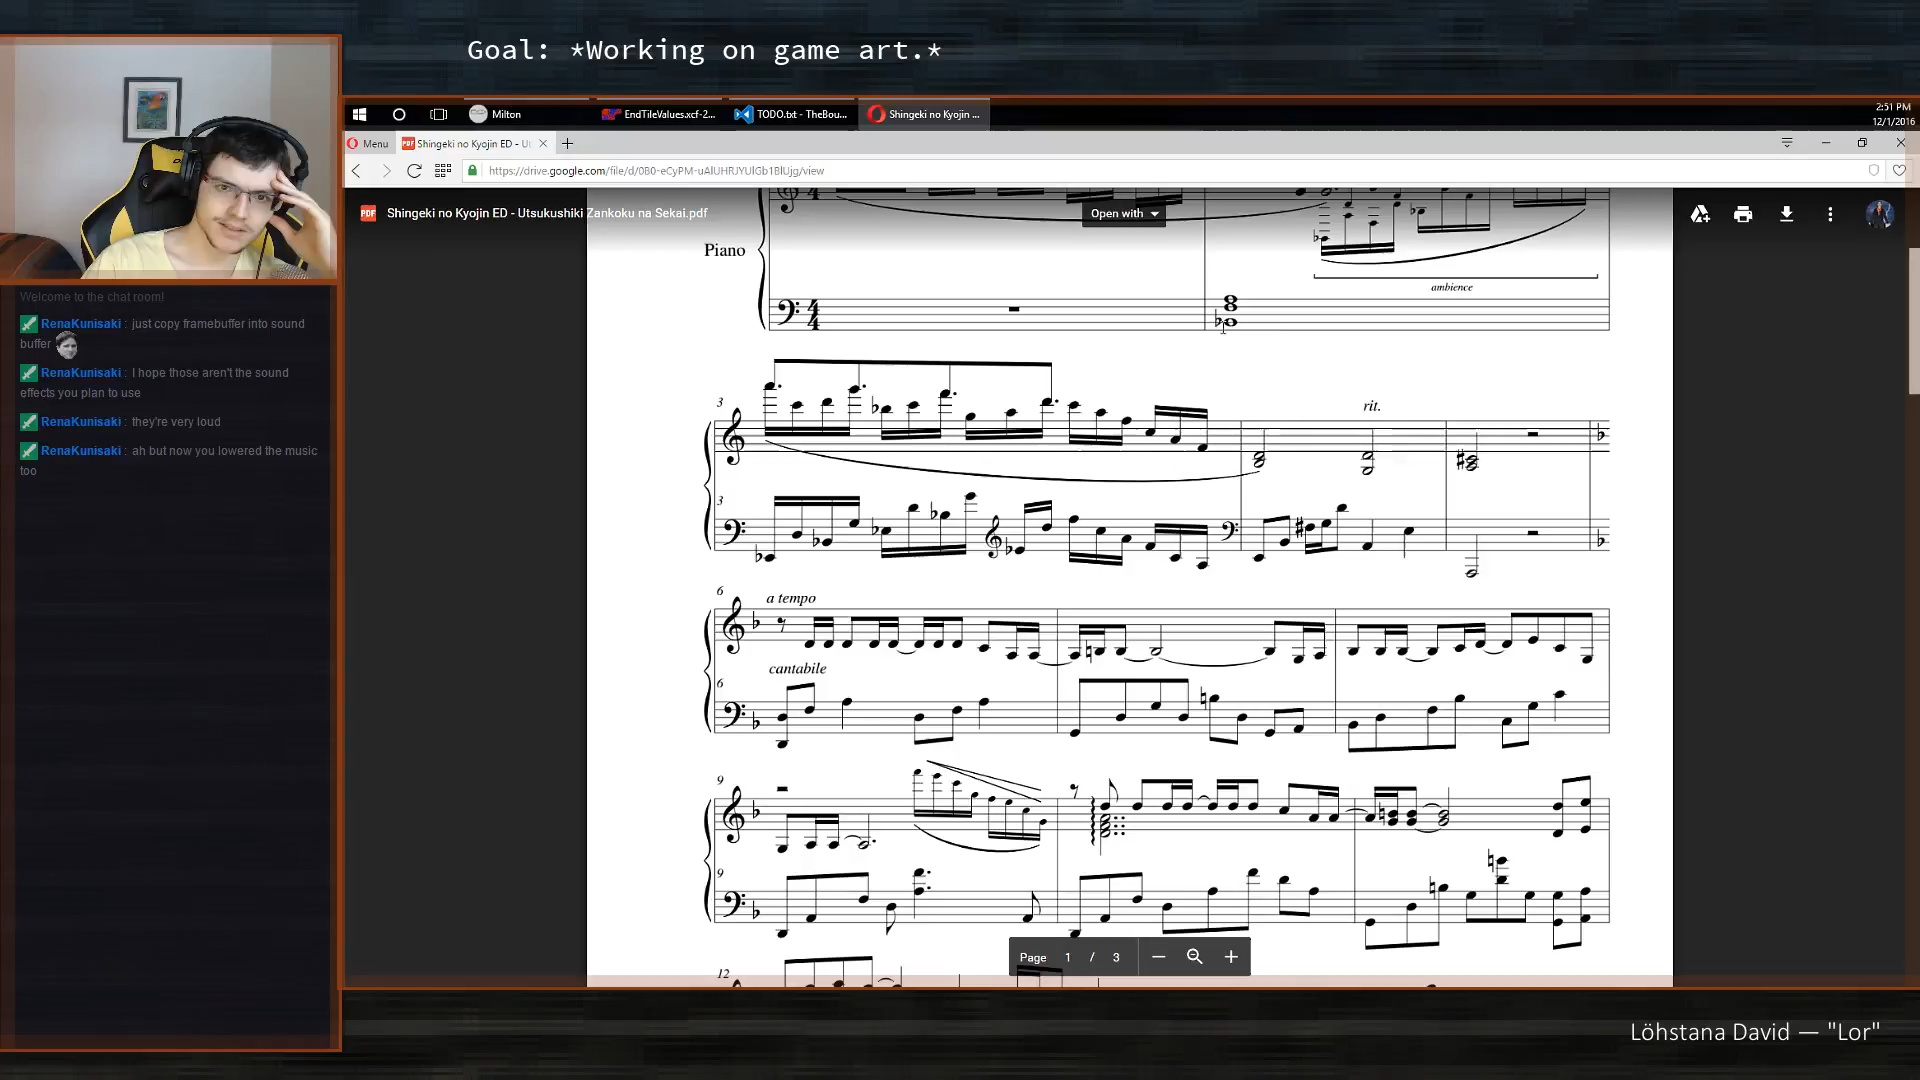 Goal: *Working on game art.*
Milton
EndTileValues.xcf-2...
TODO.txt - TheBou...
Shingeki no Kyojin ...
2:51 PM
12/1/2016
Menu
Shingeki no Kyojin ED - Ut
https://drive.google.com/file/d/0B0-eCyPM-uAlUHRJYUlGb1BlUjg/view
PDF
Shingeki no Kyojin ED - Utsukushiki Zankoku na Sekai.pdf
Open with
Piano
ambience
3
rit.
3
6
a tempo
cantabile
6
9
9
12
Page 1 / 3
Welcome to the chat room!
RenaKunisaki : just copy framebuffer into sound
buffer
RenaKunisaki : I hope those aren't the sound
effects you plan to use
RenaKunisaki : they're very loud
RenaKunisaki : ah but now you lowered the music
too
Löhstana David — "Lor"